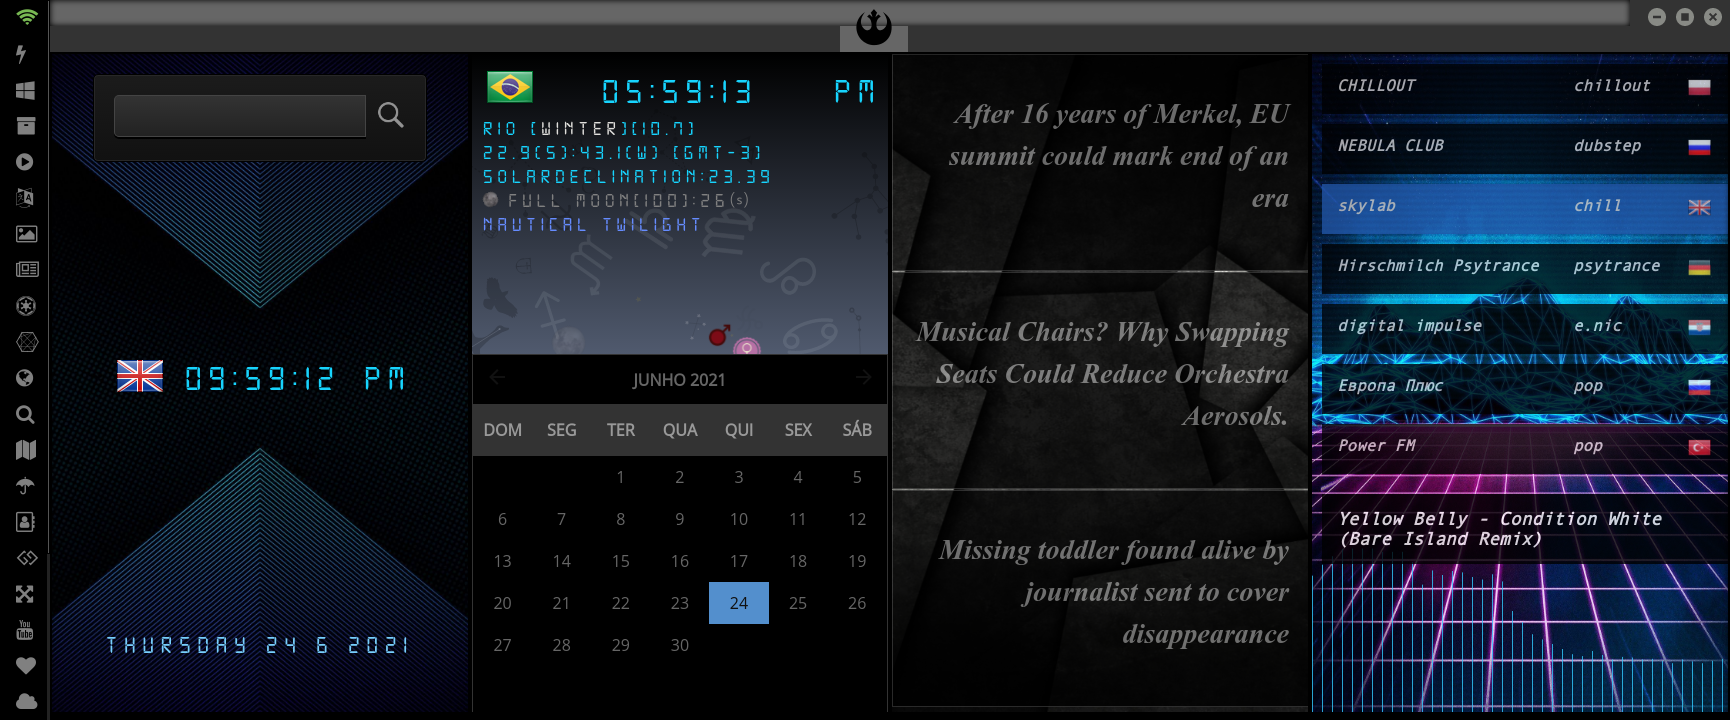 09:59:12 PM
THURSDAY 24 6 2021
05:59:13 PM
RIO [WINTER][10.7]
22.9(S):43.1(W) [GMT-3]
SOLARDECLINATION:23.39
FULL MOON[100]:26(s)
NAUTICAL TWILIGHT
JUNHO 2021
DOM SEG TER QUA QUI SEX SÁB
1 2 3 4 5
6 7 8 9 10 11 12
13 14 15 16 17 18 19
20 21 22 23 24 25 26
27 28 29 30
After 16 years of Merkel, EU
summit could mark end of an
era
Musical Chairs? Why Swapping
Seats Could Reduce Orchestra
Aerosols.
Missing toddler found alive by
journalist sent to cover
disappearance
CHILLOUT chillout
NEBULA CLUB dubstep
skylab chill
Hirschmilch Psytrance psytrance
digital impulse e.nic
Европа Плюс pop
Power FM pop
Yellow Belly - Condition White
(Bare Island Remix)
You
Tube